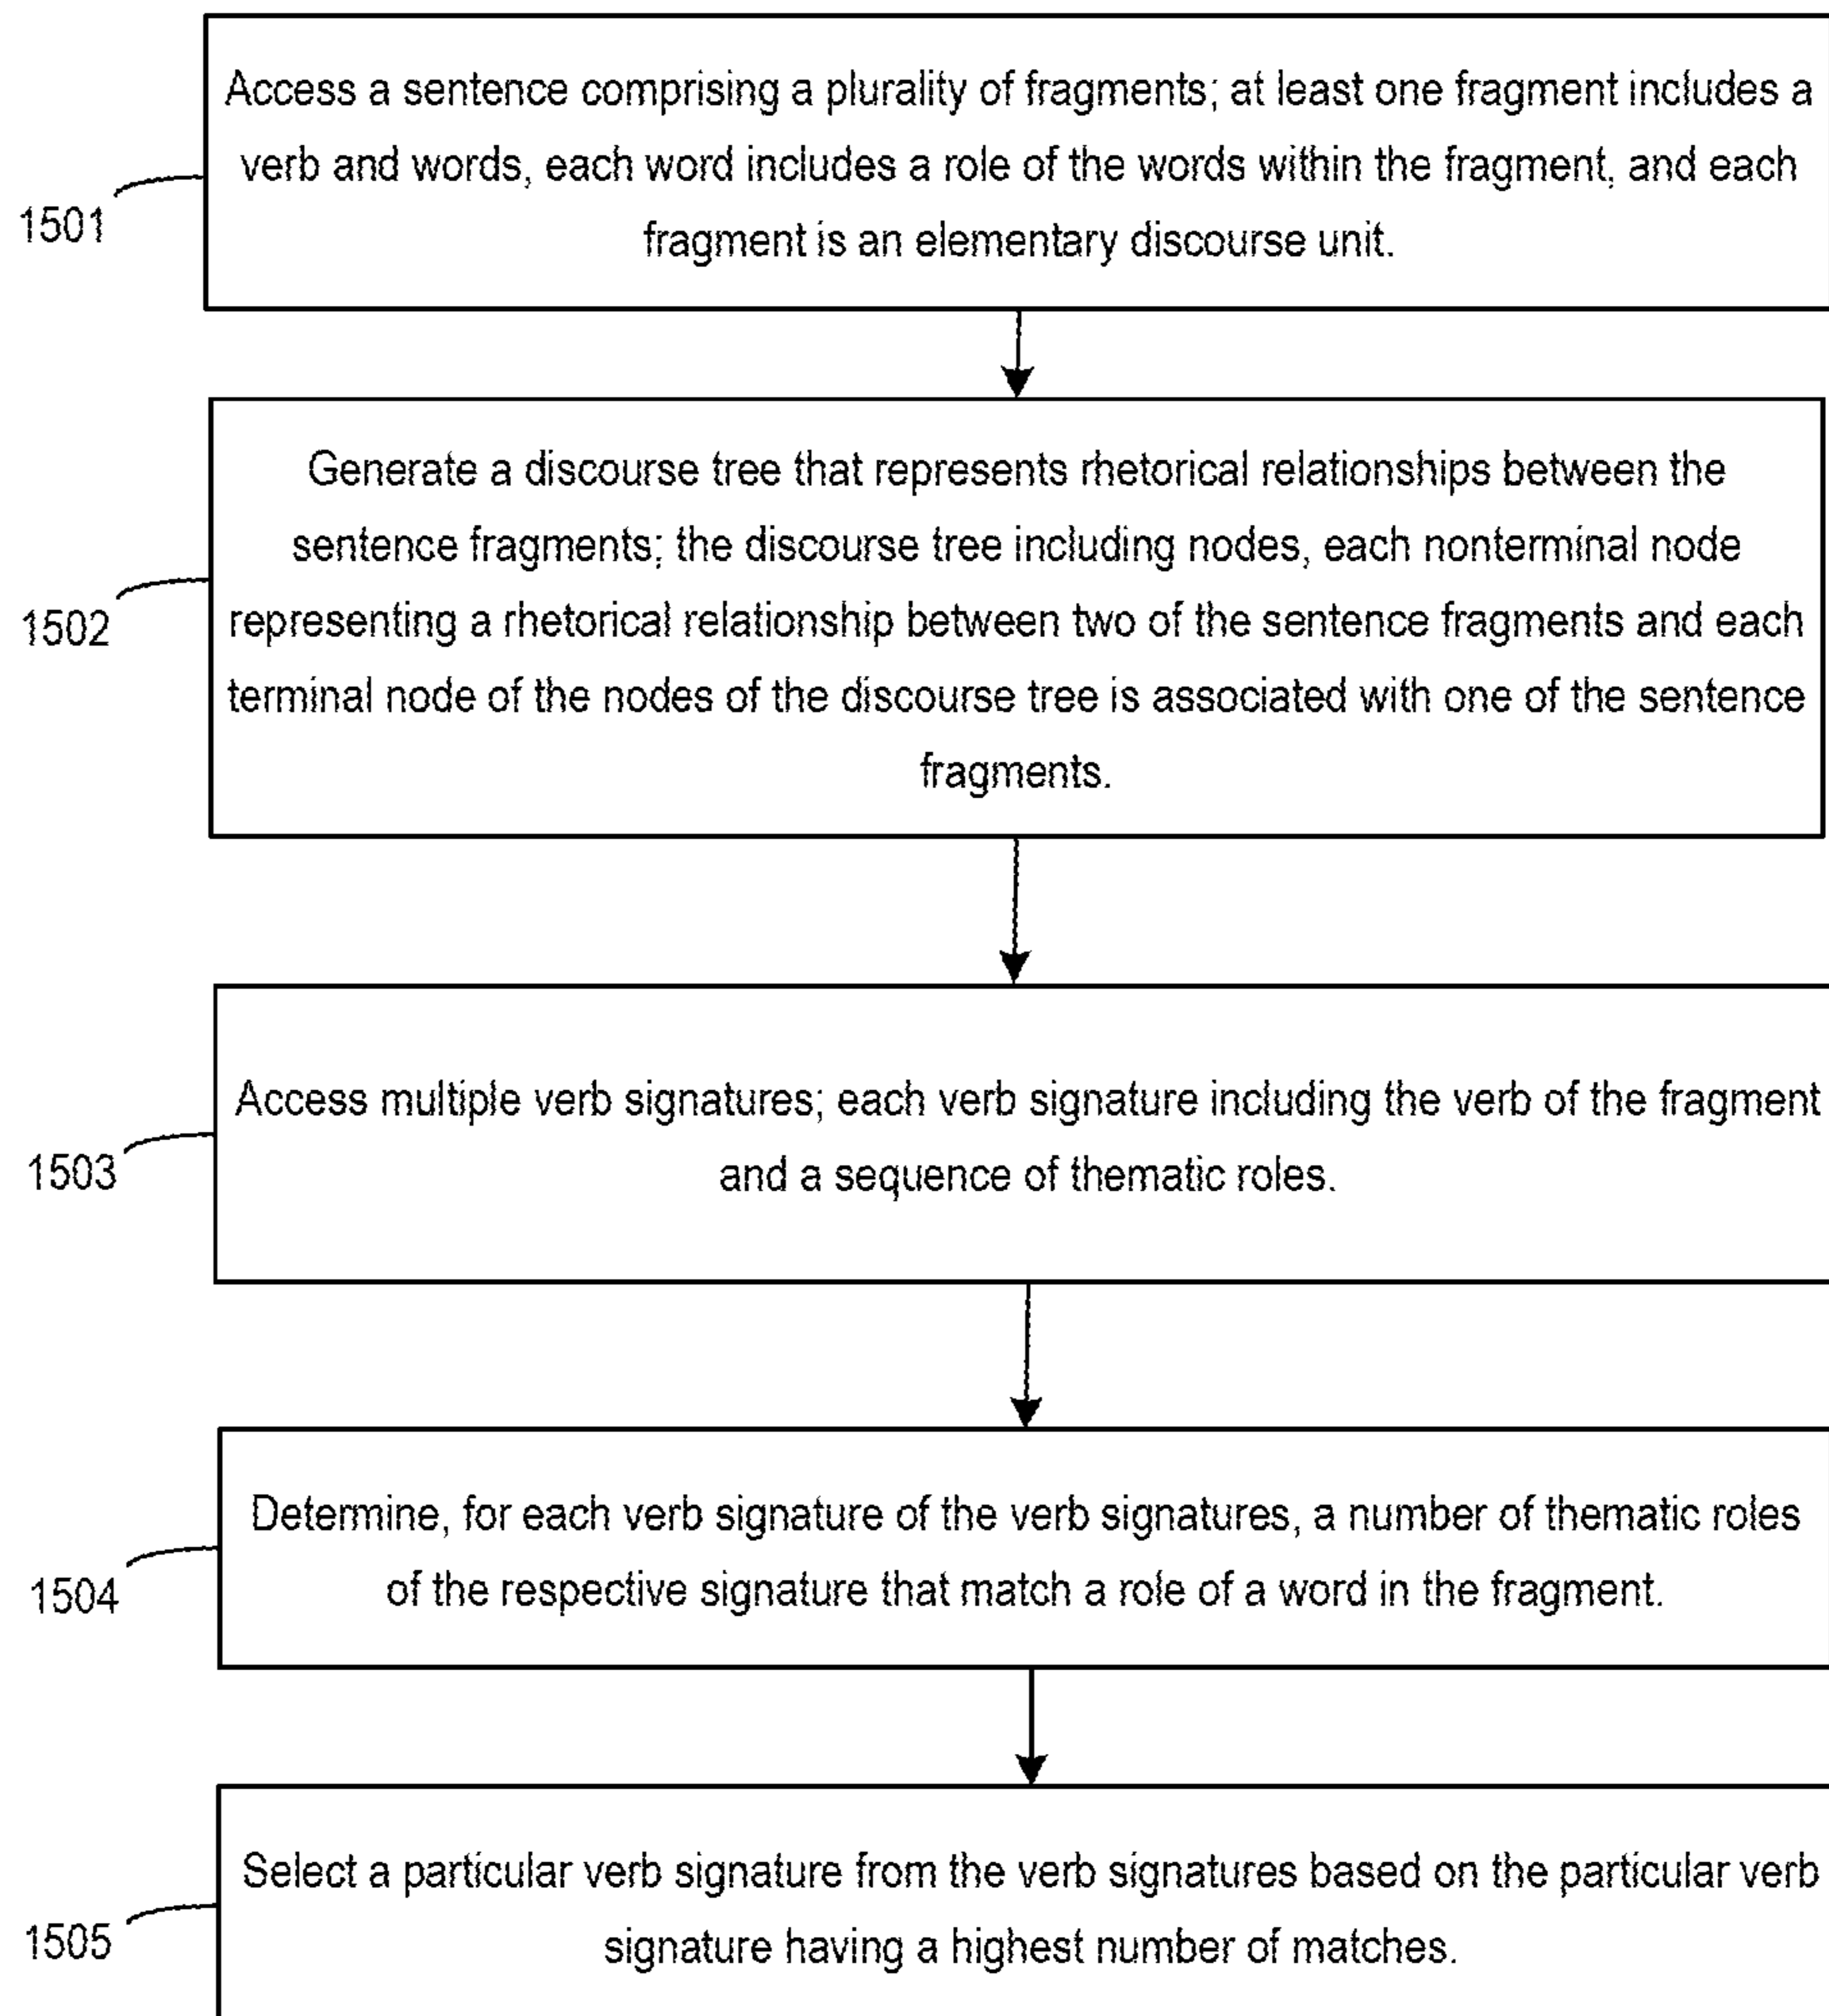 Access a sentence comprising a plurality of fragments; at least one fragment includes a
verb and words, each word includes a role of the words within the fragment, and each
fragment is an elementary discourse unit.
1501
Generate a discourse tree that represents rhetorical relationships between the
sentence fragments; the discourse tree including nodes, each nonterminal node
representing a rhetorical relationship between two of the sentence fragments and each
terminal node of the nodes of the discourse tree is associated with one of the sentence
fragments.
1502
Access multiple verb signatures; each verb signature including the verb of the fragment
and a sequence of thematic roles.
1503
Determine, for each verb signature of the verb signatures, a number of thematic roles
of the respective signature that match a role of a word in the fragment.
1504
Select a particular verb signature from the verb signatures based on the particular verb
signature having a highest number of matches.
1505